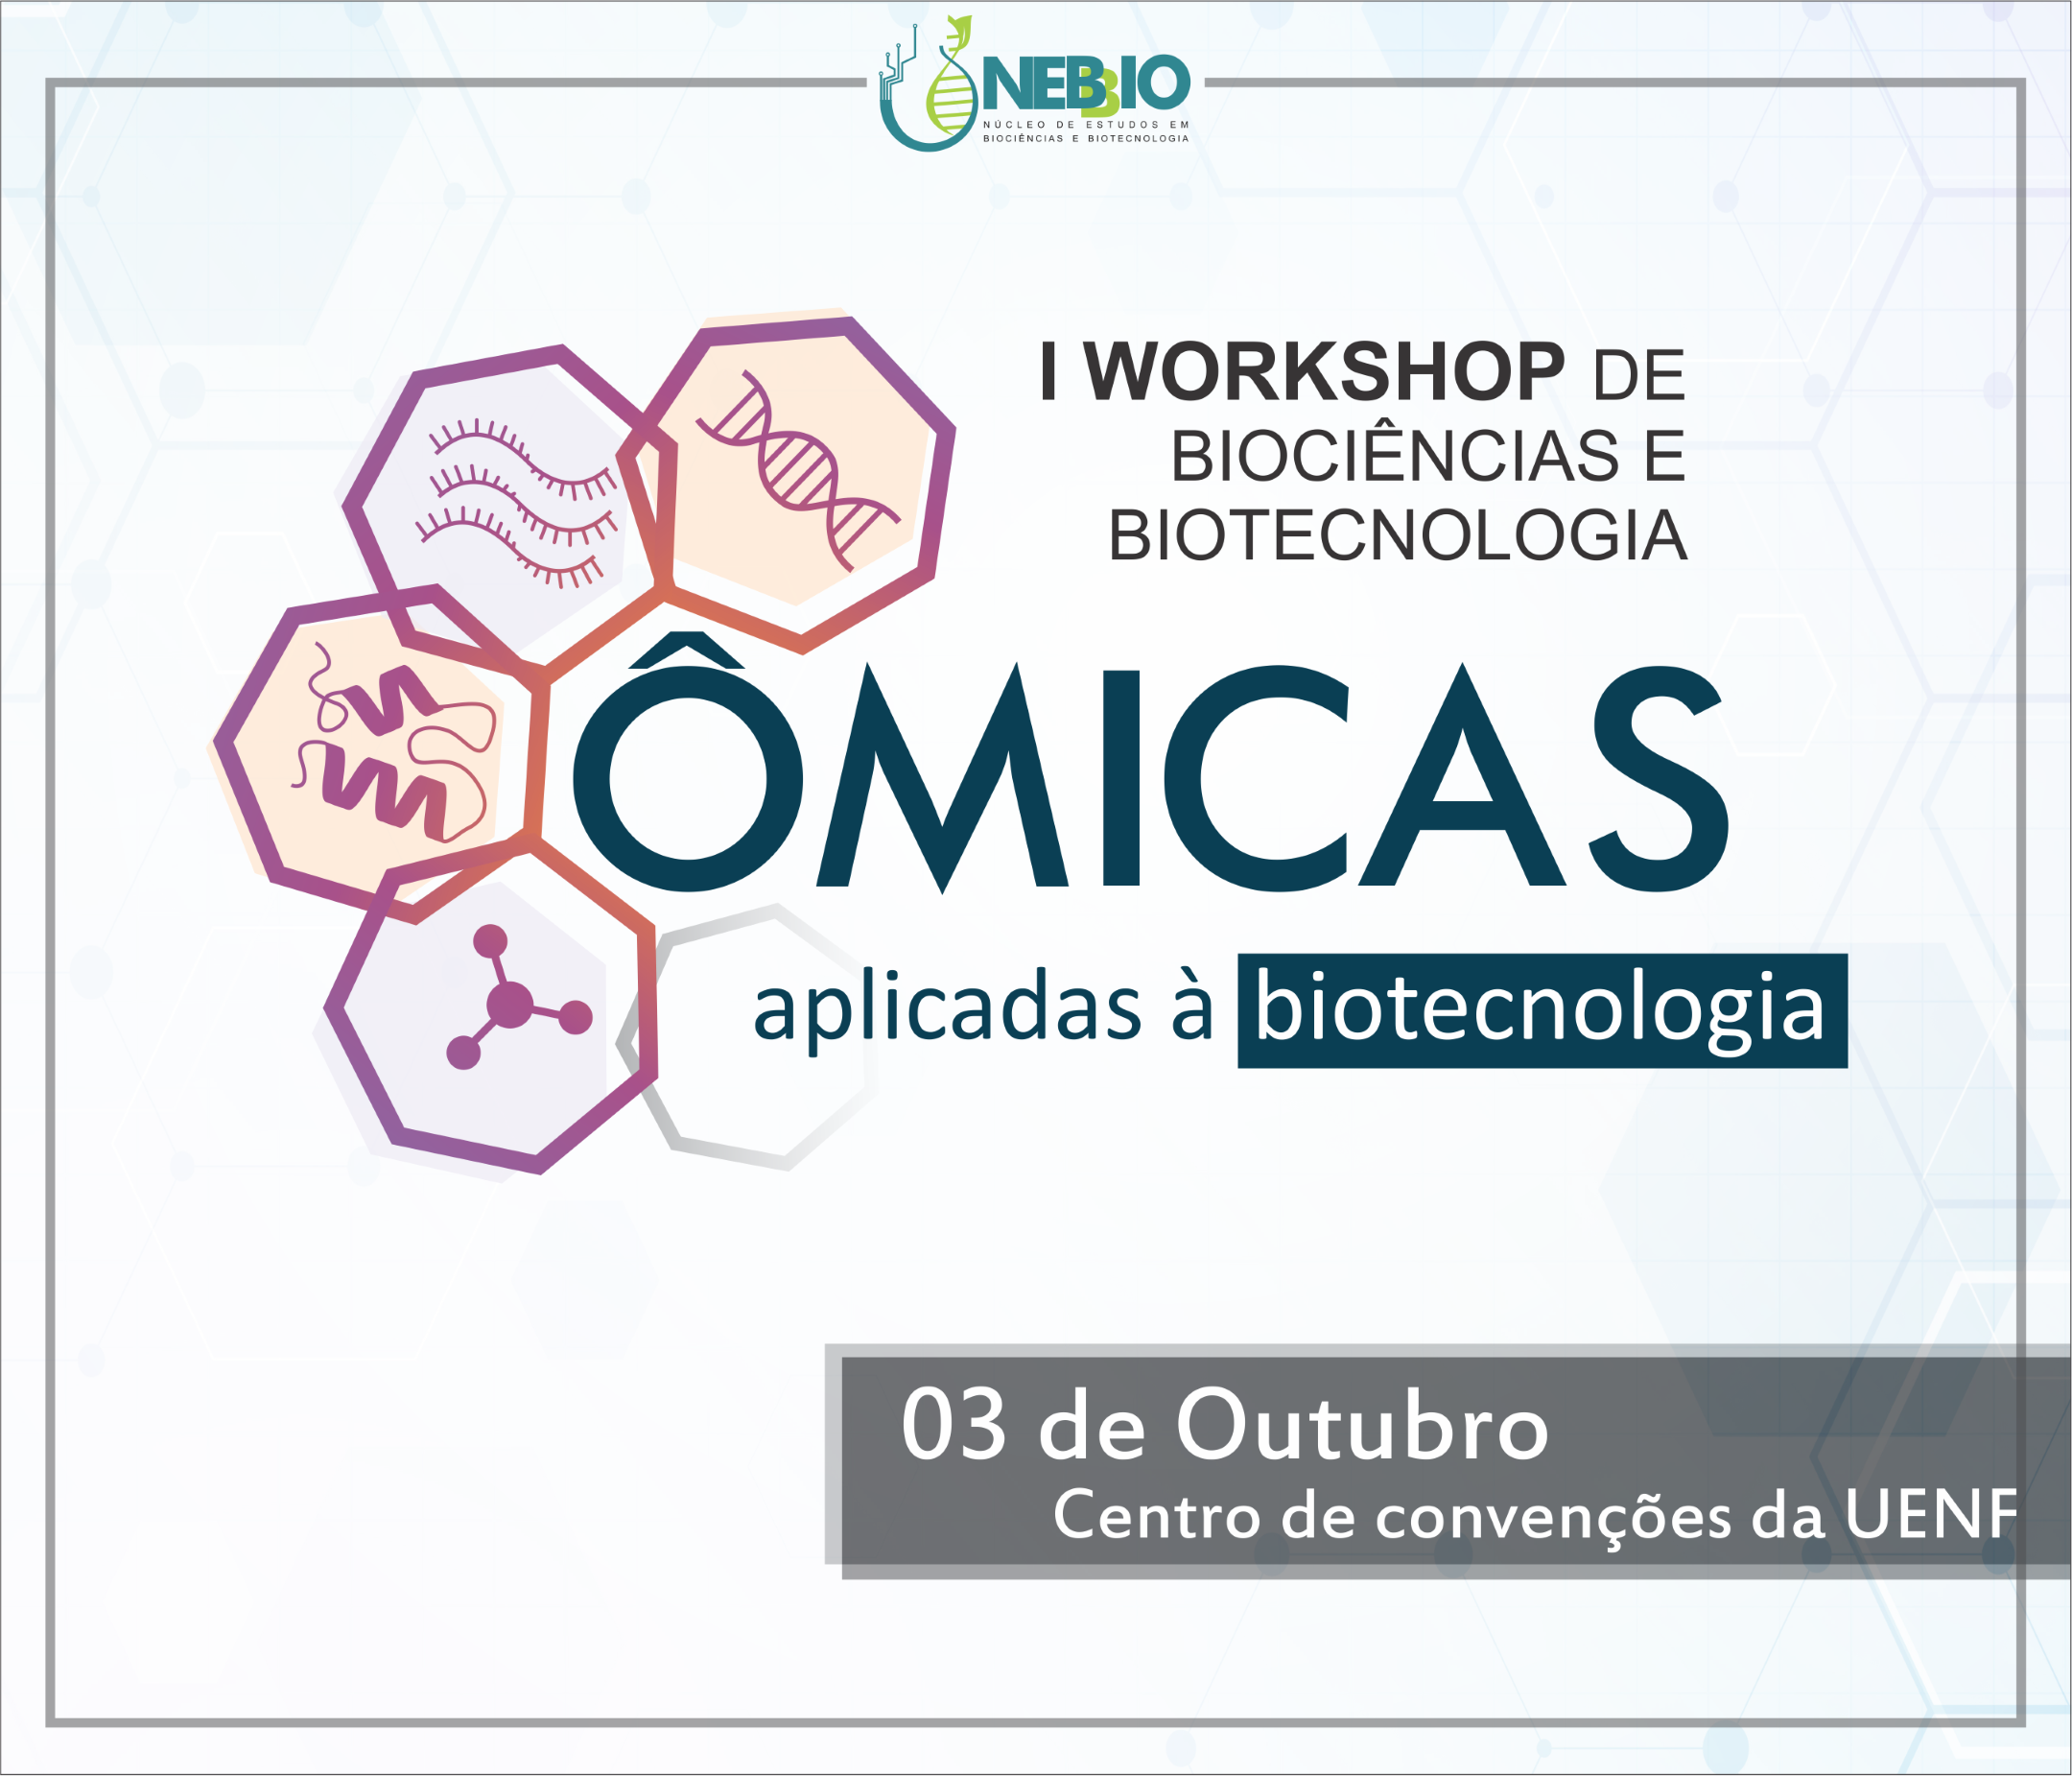 NEBBIO
NÚCLEO DE ESTUDOS EM
BIOCIÊNCIAS E BIOTECNOLOGIA
I WORKSHOP DE
BIOCIÊNCIAS E
BIOTECNOLOGIA
ÔMICAS
aplicadas à biotecnologia
03 de Outubro
Centro de convenções da UENF